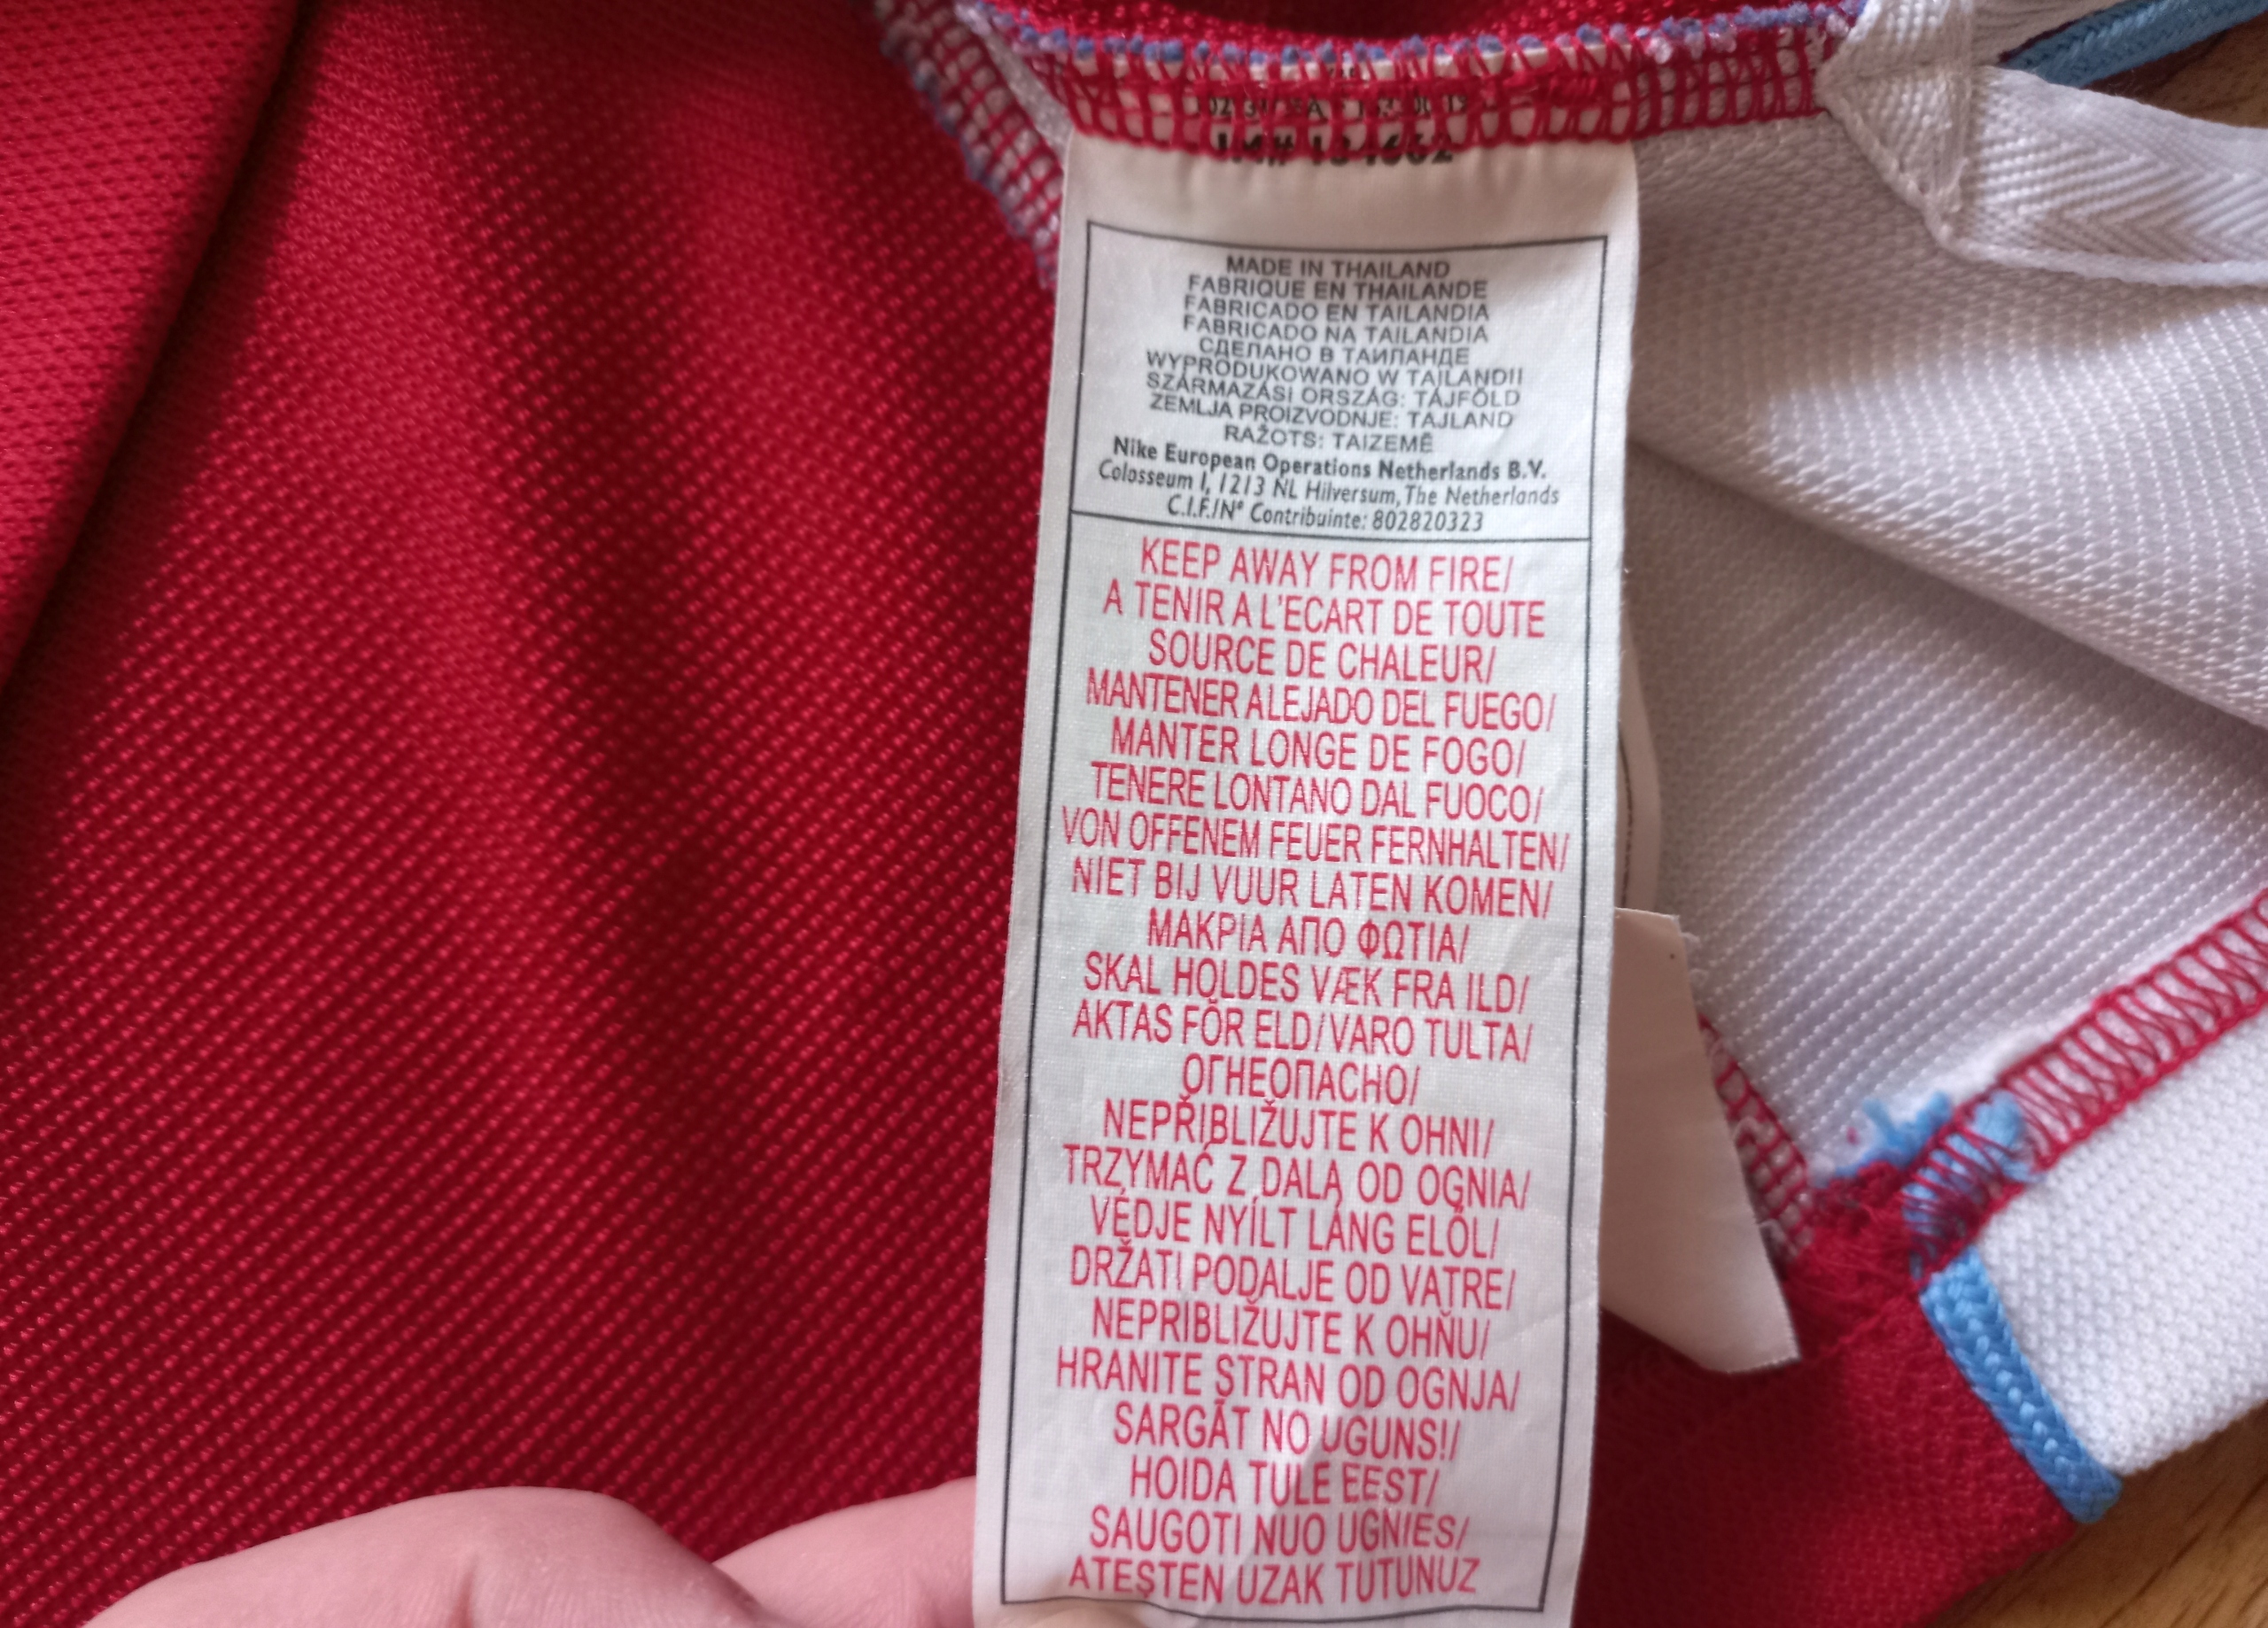 MADE IN THAILAND
FABRIQUE EN THAILANDE
FABRICADO EN TAILANDIA
FABRICADO NA TAILANDIA
СДЕЛАНО В ТАИЛАНДЕ
WYPRODUKOWANO W TAJLANDII
SZÁRMAZÁSI ORSZÁG: TÁJFÖLD
ZEMLJA PROIZVODNJE: TAJLAND
RAŽOTS: TAIZEMĒ
Nike European Operations Netherlands B.V.
Colosseum 1, 1213 NL Hilversum, The Netherlands
C.I.F./Nº Contribuinte: 802820323
KEEP AWAY FROM FIRE/
A TENIR A L'ECART DE TOUTE
SOURCE DE CHALEUR/
MANTENER ALEJADO DEL FUEGO/
MANTER LONGE DE FOGO/
TENERE LONTANO DAL FUOCO/
VON OFFENEM FEUER FERNHALTEN/
NIET BIJ VUUR LATEN KOMEN/
ΜΑΚΡΙΑ ΑΠΟ ΦΩΤΙΑ/
SKAL HOLDES VÆK FRA ILD/
AKTAS FÖR ELD/VARO TULTA/
ОГНЕОПАСНО/
NEPŘIBLIŽUJTE K OHNI/
TRZYMAĆ Z DALA OD OGNIA/
VÉDJE NYÍLT LÁNG ELŐL/
DRŽATI PODALJE OD VATRE/
NEPRIBLIŽUJTE K OHŇU/
HRANITE STRAN OD OGNJA/
SARGĀT NO UGUNS!/
HOIDA TULE EEST/
SAUGOTI NUO UGNIES/
ATEŞTEN UZAK TUTUNUZ